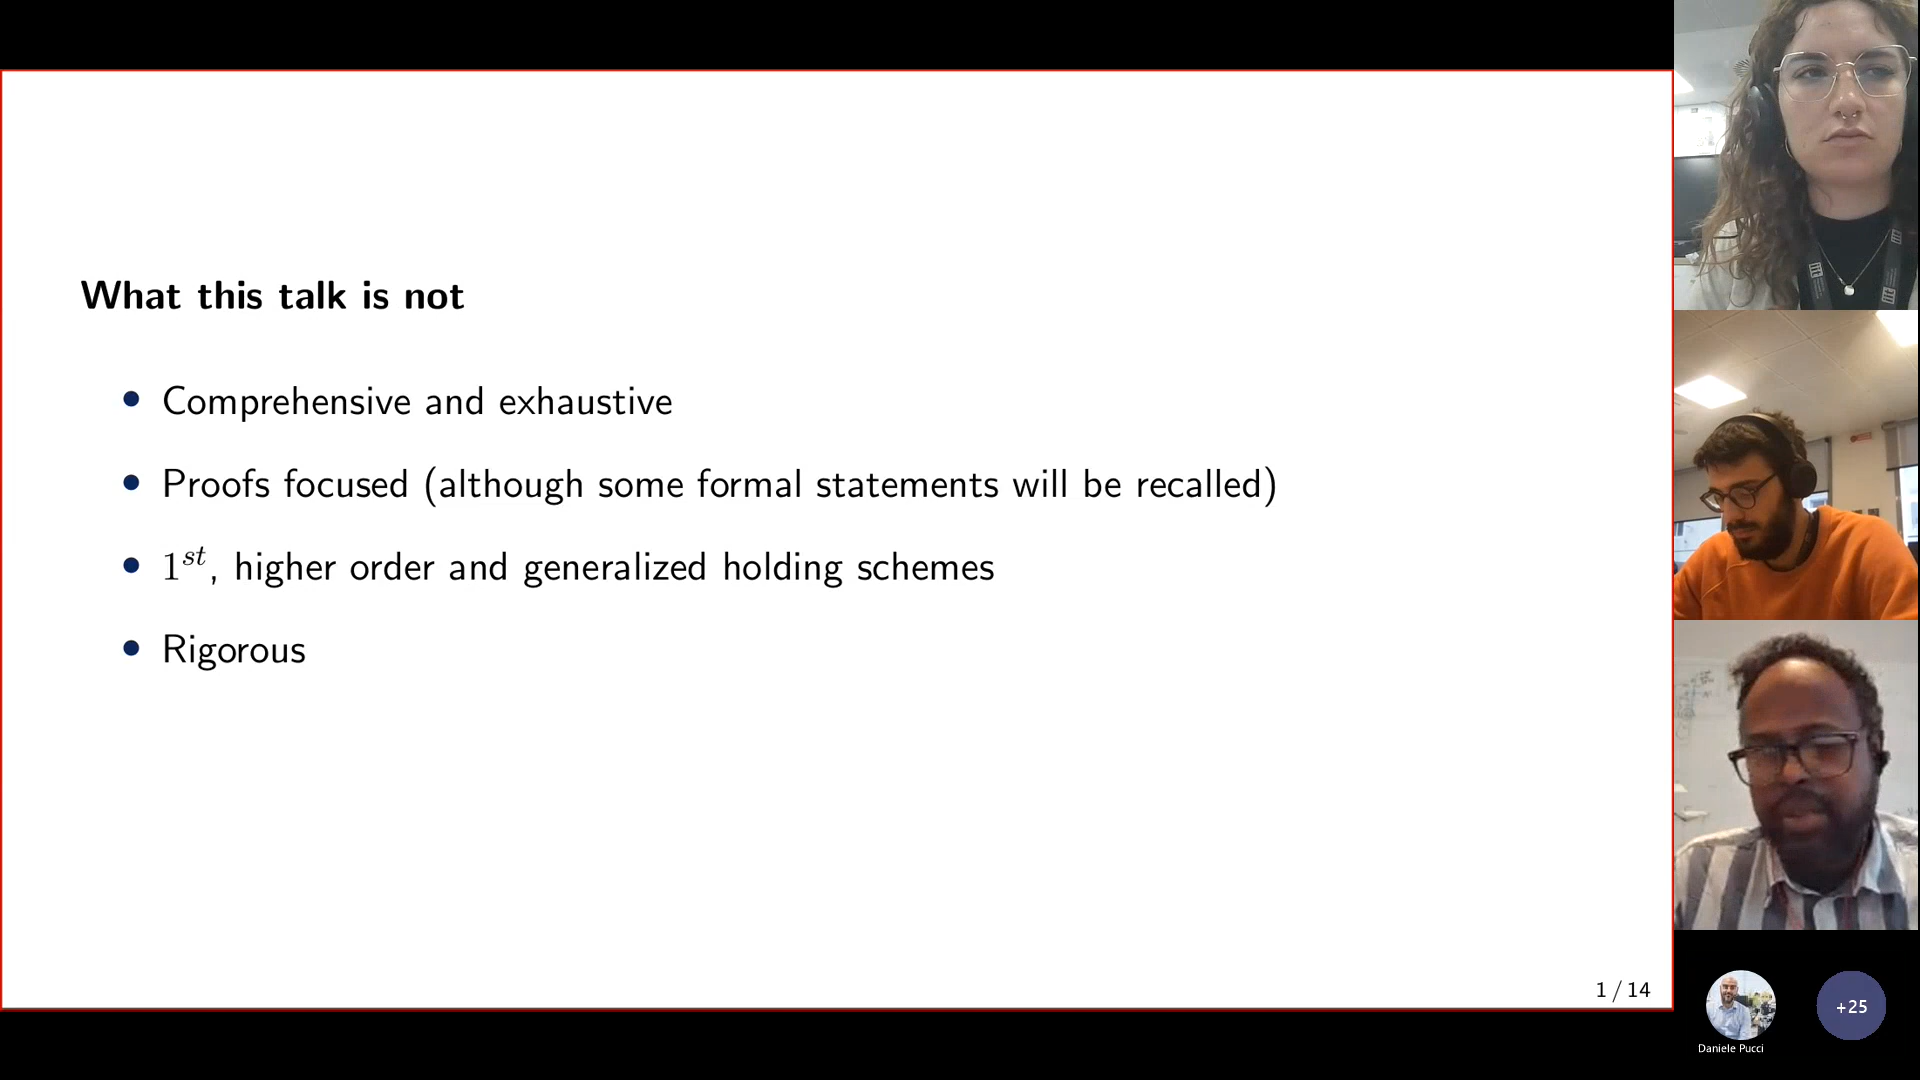 What this talk is not
• Comprehensive and exhaustive
• Proofs focused (although some formal statements will be recalled)
• 1st, higher order and generalized holding schemes
• Rigorous
1 / 14
+25
Daniele Pucci